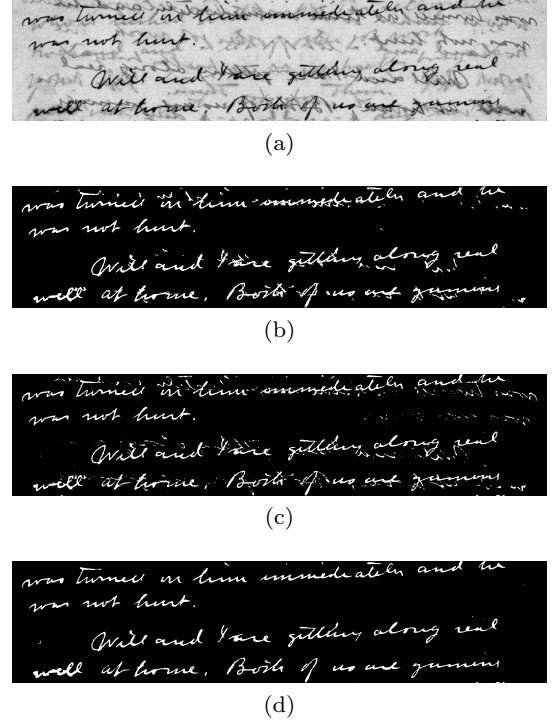 was turned on him immediately and he
was not hurt.
Will and I are getting along real
well at home. Both of us are
(a)
was turned on him immediately and he
was not hurt.
Will and I are getting along real
well at home. Both of us are
(b)
was turned on him immediately and he
was not hurt.
Will and I are getting along real
well at home. Both of us are
(c)
was turned on him immediately and he
was not hurt.
Will and I are getting along real
well at home. Both of us are
(d)